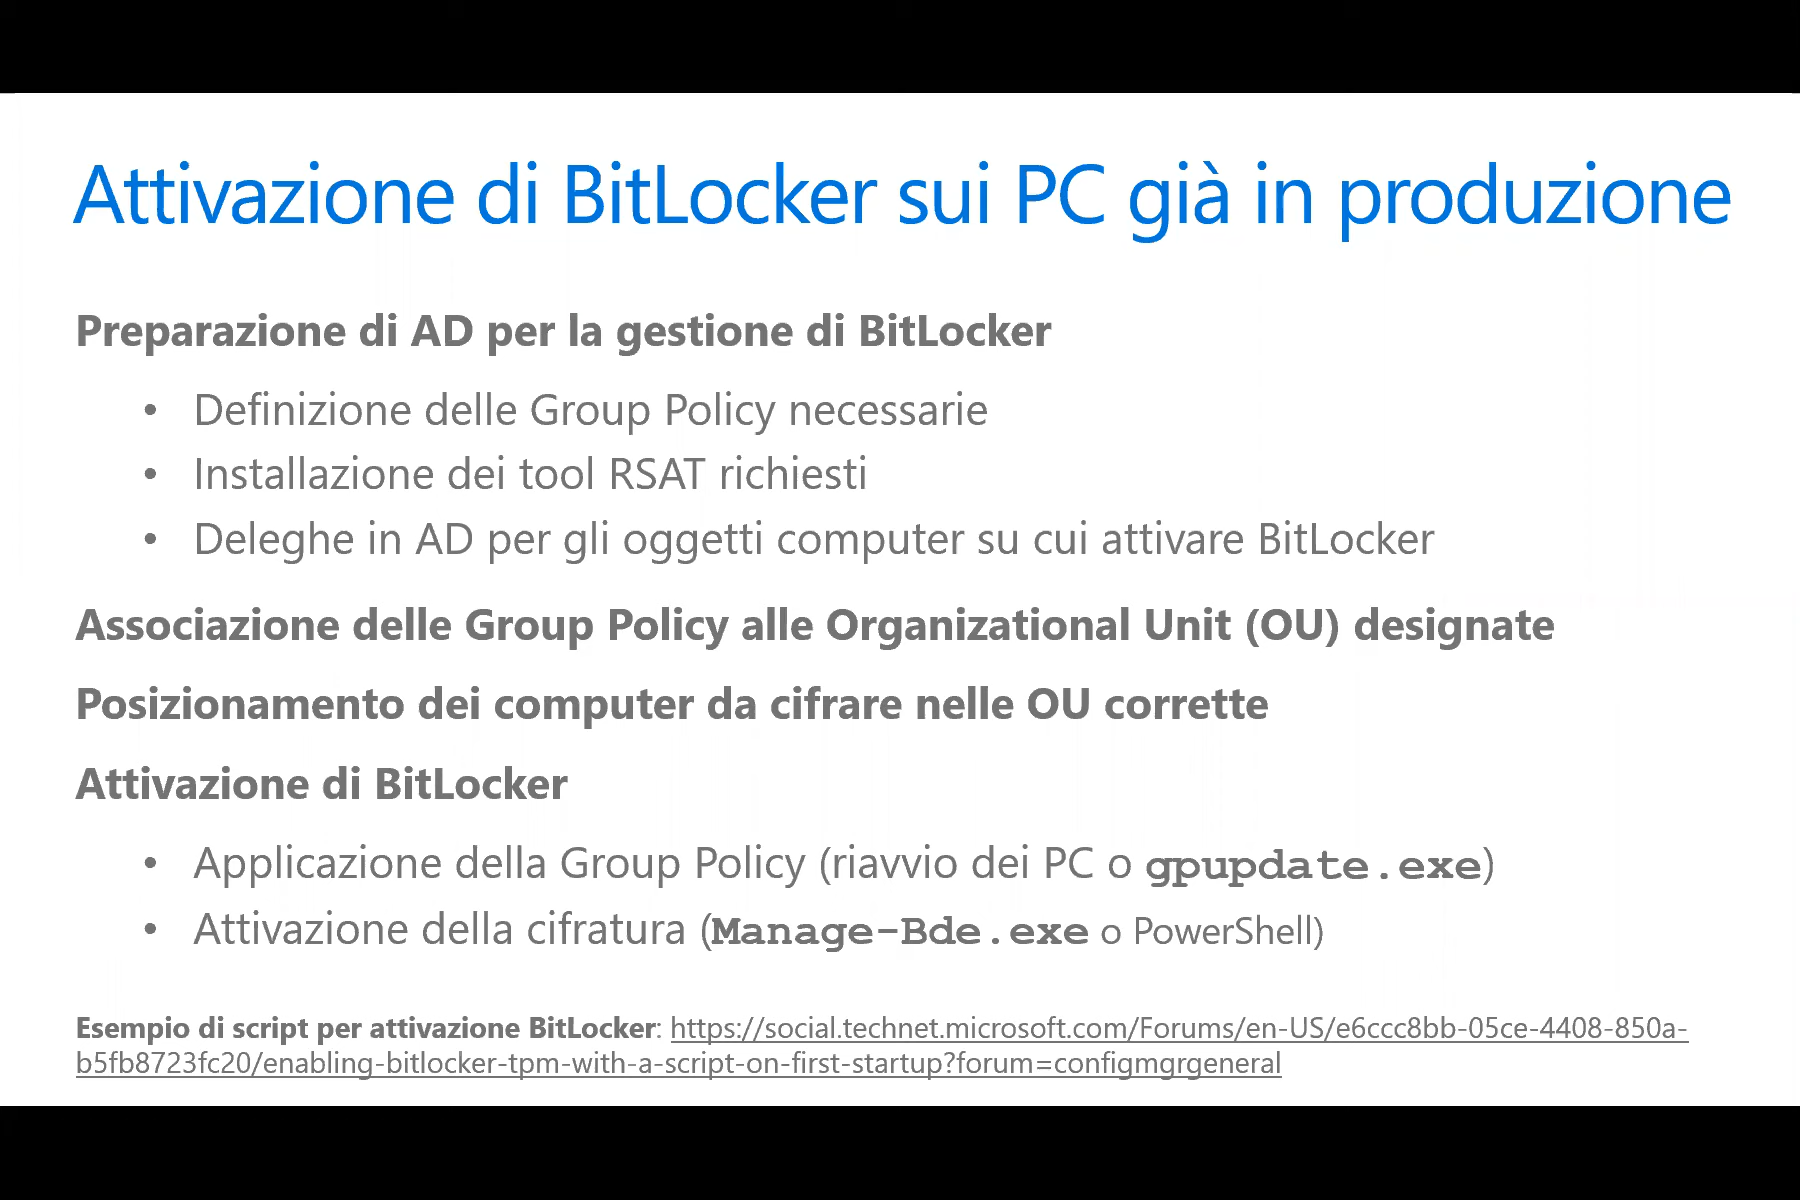 Attivazione di BitLocker sui PC già in produzione
Preparazione di AD per la gestione di BitLocker
• Definizione delle Group Policy necessarie
• Installazione dei tool RSAT richiesti
• Deleghe in AD per gli oggetti computer su cui attivare BitLocker
Associazione delle Group Policy alle Organizational Unit (OU) designate
Posizionamento dei computer da cifrare nelle OU corrette
Attivazione di BitLocker
• Applicazione della Group Policy (riavvio dei PC o gpupdate.exe)
• Attivazione della cifratura (Manage-Bde.exe o PowerShell)
Esempio di script per attivazione BitLocker: https://social.technet.microsoft.com/Forums/en-US/e6ccc8bb-05ce-4408-850a-
b5fb8723fc20/enabling-bitlocker-tpm-with-a-script-on-first-startup?forum=configmgrgeneral